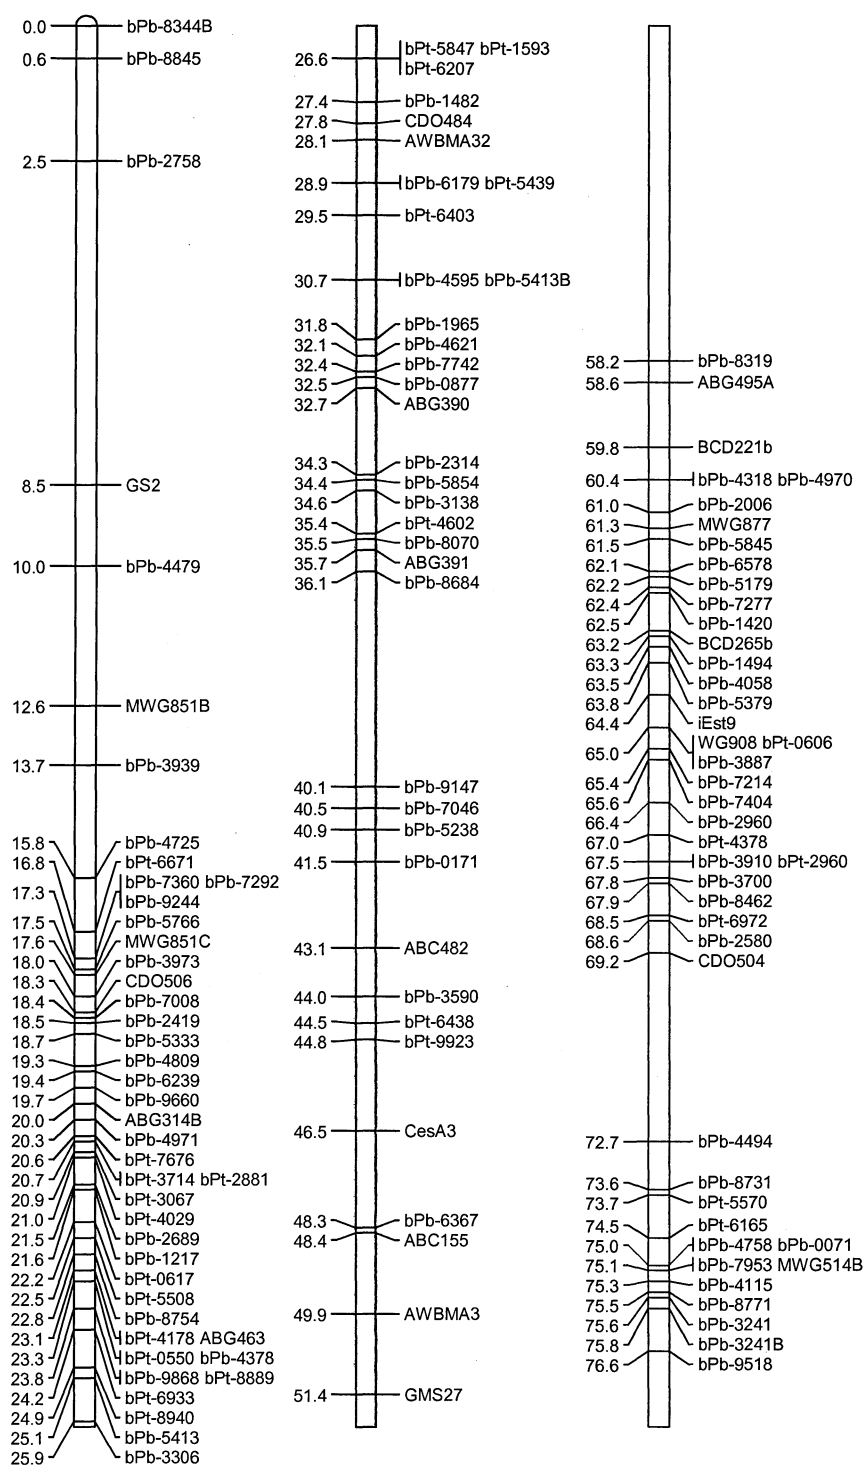 0.0 bPb-8344B
0.6 bPb-8845
2.5 bPb-2758
8.5 GS2
10.0 bPb-4479
12.6 MWG851B
13.7 bPb-3939
15.8 bPb-4725
16.8 bPt-6671
17.3 bPb-7360 bPb-7292
bPb-9244
17.5 bPb-5766
17.6 MWG851C
18.0 bPb-3973
18.3 CDO506
18.4 bPb-7008
18.5 bPb-2419
18.7 bPb-5333
19.3 bPb-4809
19.4 bPb-6239
19.7 bPb-9660
20.0 ABG314B
20.3 bPb-4971
20.6 bPt-7676
20.7 bPt-3714 bPt-2881
20.9 bPt-3067
21.0 bPt-4029
21.5 bPb-2689
21.6 bPb-1217
22.2 bPt-0617
22.5 bPt-5508
22.8 bPb-8754
23.1 bPt-4178 ABG463
23.3 bPt-0550 bPb-4378
23.8 bPb-9868 bPt-8889
24.2 bPt-6933
24.9 bPt-8940
25.1 bPb-5413
25.9 bPb-3306
26.6 bPt-5847 bPt-1593
bPt-6207
27.4 bPb-1482
27.8 CDO484
28.1 AWBMA32
28.9 bPb-6179 bPt-5439
29.5 bPt-6403
30.7 bPb-4595 bPb-5413B
31.8 bPb-1965
32.1 bPb-4621
32.4 bPb-7742
32.5 bPb-0877
32.7 ABG390
34.3 bPb-2314
34.4 bPb-5854
34.6 bPb-3138
35.4 bPt-4602
35.5 bPb-8070
35.7 ABG391
36.1 bPb-8684
40.1 bPb-9147
40.5 bPb-7046
40.9 bPb-5238
41.5 bPb-0171
43.1 ABC482
44.0 bPb-3590
44.5 bPt-6438
44.8 bPt-9923
46.5 CesA3
48.3 bPb-6367
48.4 ABC155
49.9 AWBMA3
51.4 GMS27
58.2 bPb-8319
58.6 ABG495A
59.8 BCD221b
60.4 bPb-4318 bPb-4970
61.0 bPb-2006
61.3 MWG877
61.5 bPb-5845
62.1 bPb-6578
62.2 bPb-5179
62.4 bPb-7277
62.5 bPb-1420
63.2 BCD265b
63.3 bPb-1494
63.5 bPb-4058
63.8 bPb-5379
64.4 iEst9
65.0 WG908 bPt-0606
bPb-3887
65.4 bPb-7214
65.6 bPb-7404
66.4 bPb-2960
67.0 bPt-4378
67.5 bPb-3910 bPt-2960
67.8 bPb-3700
67.9 bPb-8462
68.5 bPt-6972
68.6 bPb-2580
69.2 CDO504
72.7 bPb-4494
73.6 bPb-8731
73.7 bPt-5570
74.5 bPt-6165
75.0 bPb-4758 bPb-0071
75.1 bPb-7953 MWG514B
75.3 bPb-4115
75.5 bPb-8771
75.6 bPb-3241
75.8 bPb-3241B
76.6 bPb-9518